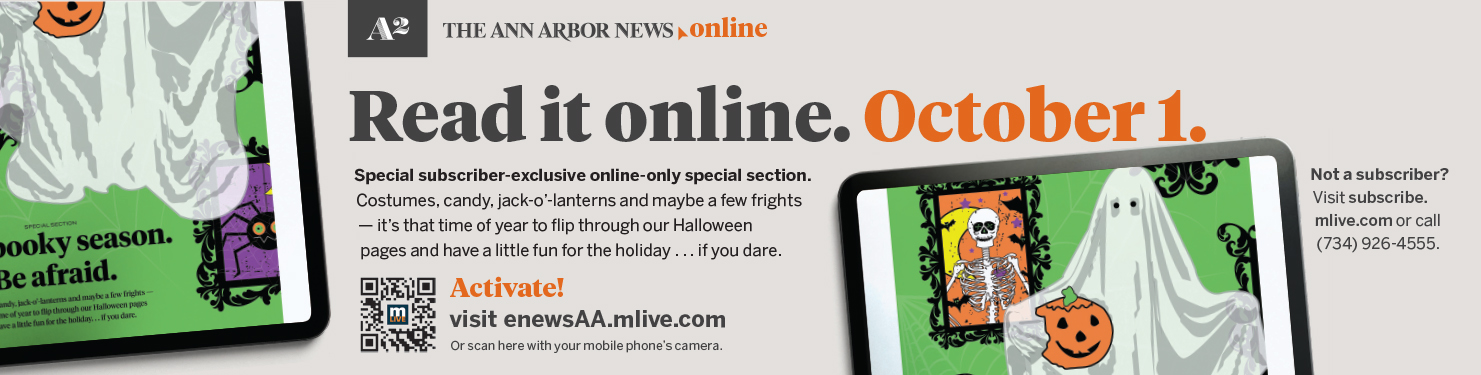 A2
THE ANN ARBOR NEWS online
Read it online. October 1.
Special subscriber-exclusive online-only special section.
Costumes, candy, jack-o'-lanterns and maybe a few frights
— it's that time of year to flip through our Halloween
pages and have a little fun for the holiday . . . if you dare.
Activate!
visit enewsAA.mlive.com
Or scan here with your mobile phone's camera.
m
LIVE
Not a subscriber?
Visit subscribe.
mlive.com or call
(734) 926-4555.
SPECIAL SECTION
pooky season.
Be afraid.
andy, jack-o'-lanterns and maybe a few frights —
me of year to flip through our Halloween pages
ave a little fun for the holiday. . . if you dare.